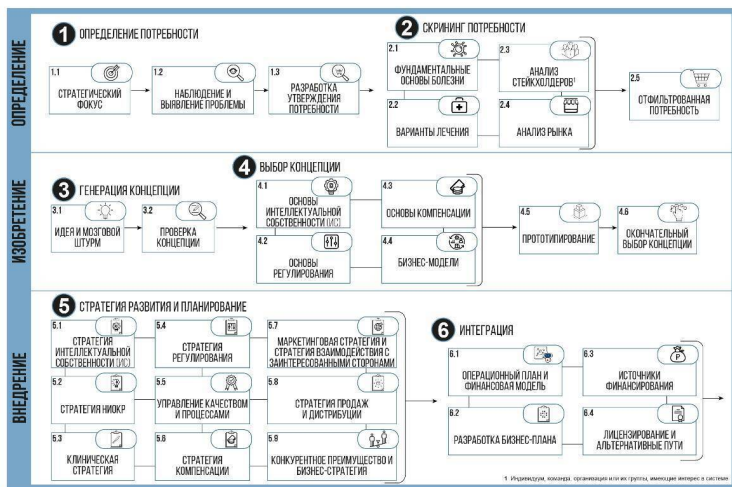 ОПРЕДЕЛЕНИЕ
1 ОПРЕДЕЛЕНИЕ ПОТРЕБНОСТИ
1.1
СТРАТЕГИЧЕСКИЙ
ФОКУС
1.2
НАБЛЮДЕНИЕ И
ВЫЯВЛЕНИЕ ПРОБЛЕМЫ
1.3
РАЗРАБОТКА
УТВЕРЖДЕНИЯ
ПОТРЕБНОСТИ
2 СКРИНИНГ ПОТРЕБНОСТИ
2.1
ФУНДАМЕНТАЛЬНЫЕ
ОСНОВЫ БОЛЕЗНИ
2.2
ВАРИАНТЫ ЛЕЧЕНИЯ
2.3
АНАЛИЗ
СТЕЙКХОЛДЕРОВ¹
2.4
АНАЛИЗ РЫНКА
2.5
ОТФИЛЬТРОВАННАЯ
ПОТРЕБНОСТЬ
ИЗОБРЕТЕНИЕ
3 ГЕНЕРАЦИЯ КОНЦЕПЦИИ
3.1
ИДЕЯ И МОЗГОВОЙ
ШТУРМ
3.2
ПРОВЕРКА
КОНЦЕПЦИИ
4 ВЫБОР КОНЦЕПЦИИ
4.1
ОСНОВЫ
ИНТЕЛЛЕКТУАЛЬНОЙ
СОБСТВЕННОСТИ (ИС)
4.2
ОСНОВЫ
РЕГУЛИРОВАНИЯ
4.3
ОСНОВЫ КОМПЕНСАЦИИ
4.4
БИЗНЕС-МОДЕЛИ
4.5
ПРОТОТИПИРОВАНИЕ
4.6
ОКОНЧАТЕЛЬНЫЙ
ВЫБОР КОНЦЕПЦИИ
ВНЕДРЕНИЕ
5 СТРАТЕГИЯ РАЗВИТИЯ И ПЛАНИРОВАНИЕ
5.1
СТРАТЕГИЯ
ИНТЕЛЛЕКТУАЛЬНОЙ
СОБСТВЕННОСТИ (ИС)
5.2
СТРАТЕГИЯ НИОКР
5.3
КЛИНИЧЕСКАЯ
СТРАТЕГИЯ
5.4
СТРАТЕГИЯ
РЕГУЛИРОВАНИЯ
5.5
УПРАВЛЕНИЕ КАЧЕСТВОМ
И ПРОЦЕССАМИ
5.6
СТРАТЕГИЯ
КОМПЕНСАЦИИ
5.7
МАРКЕТИНГОВАЯ СТРАТЕГИЯ И
СТРАТЕГИЯ ВЗАИМОДЕЙСТВИЯ С
ЗАИНТЕРЕСОВАННЫМИ СТОРОНАМИ
5.8
СТРАТЕГИЯ ПРОДАЖ
И ДИСТРИБУЦИИ
5.9
КОНКУРЕНТНОЕ ПРЕИМУЩЕСТВО И
БИЗНЕС-СТРАТЕГИЯ
6 ИНТЕГРАЦИЯ
6.1
ОПЕРАЦИОННЫЙ ПЛАН И
ФИНАНСОВАЯ МОДЕЛЬ
6.2
РАЗРАБОТКА БИЗНЕС-ПЛАНА
6.3
ИСТОЧНИКИ
ФИНАНСИРОВАНИЯ
6.4
ЛИЦЕНЗИРОВАНИЕ И
АЛЬТЕРНАТИВНЫЕ ПУТИ
1 Индивидуум, команда, организация или их группы, имеющие интерес в системе